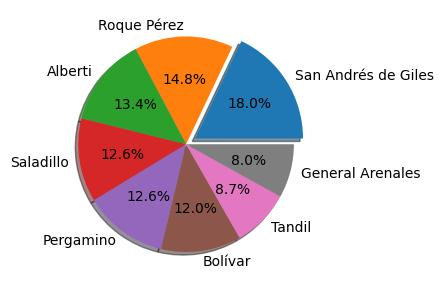 Roque Pérez
14.8%
San Andrés de Giles
18.0%
Alberti
13.4%
Saladillo
12.6%
General Arenales
8.0%
Pergamino
12.6%
Tandil
8.7%
Bolívar
12.0%